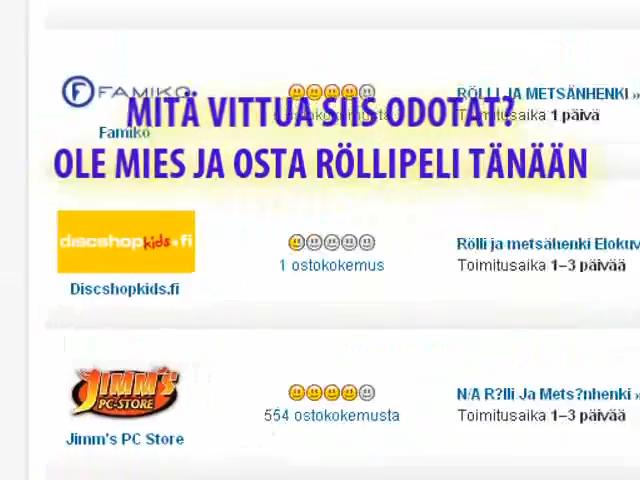 FAMIKO
RÖLLI JA METSÄNHENKI »
MITÄ VITTUA SIIS ODOTAT?
Toimitusaika 1 päivä
Famiko
OLE MIES JA OSTA RÖLLIPELI TÄNÄÄN
discshopkids.fi
Rölli ja metsähenki Elokuv
1 ostokokemus
Toimitusaika 1–3 päivää
Discshopkids.fi
JIMM'S
PC-STORE
N/A R?lli Ja Mets?nhenki »
554 ostokokemusta
Toimitusaika 1–3 päivää
Jimm's PC Store